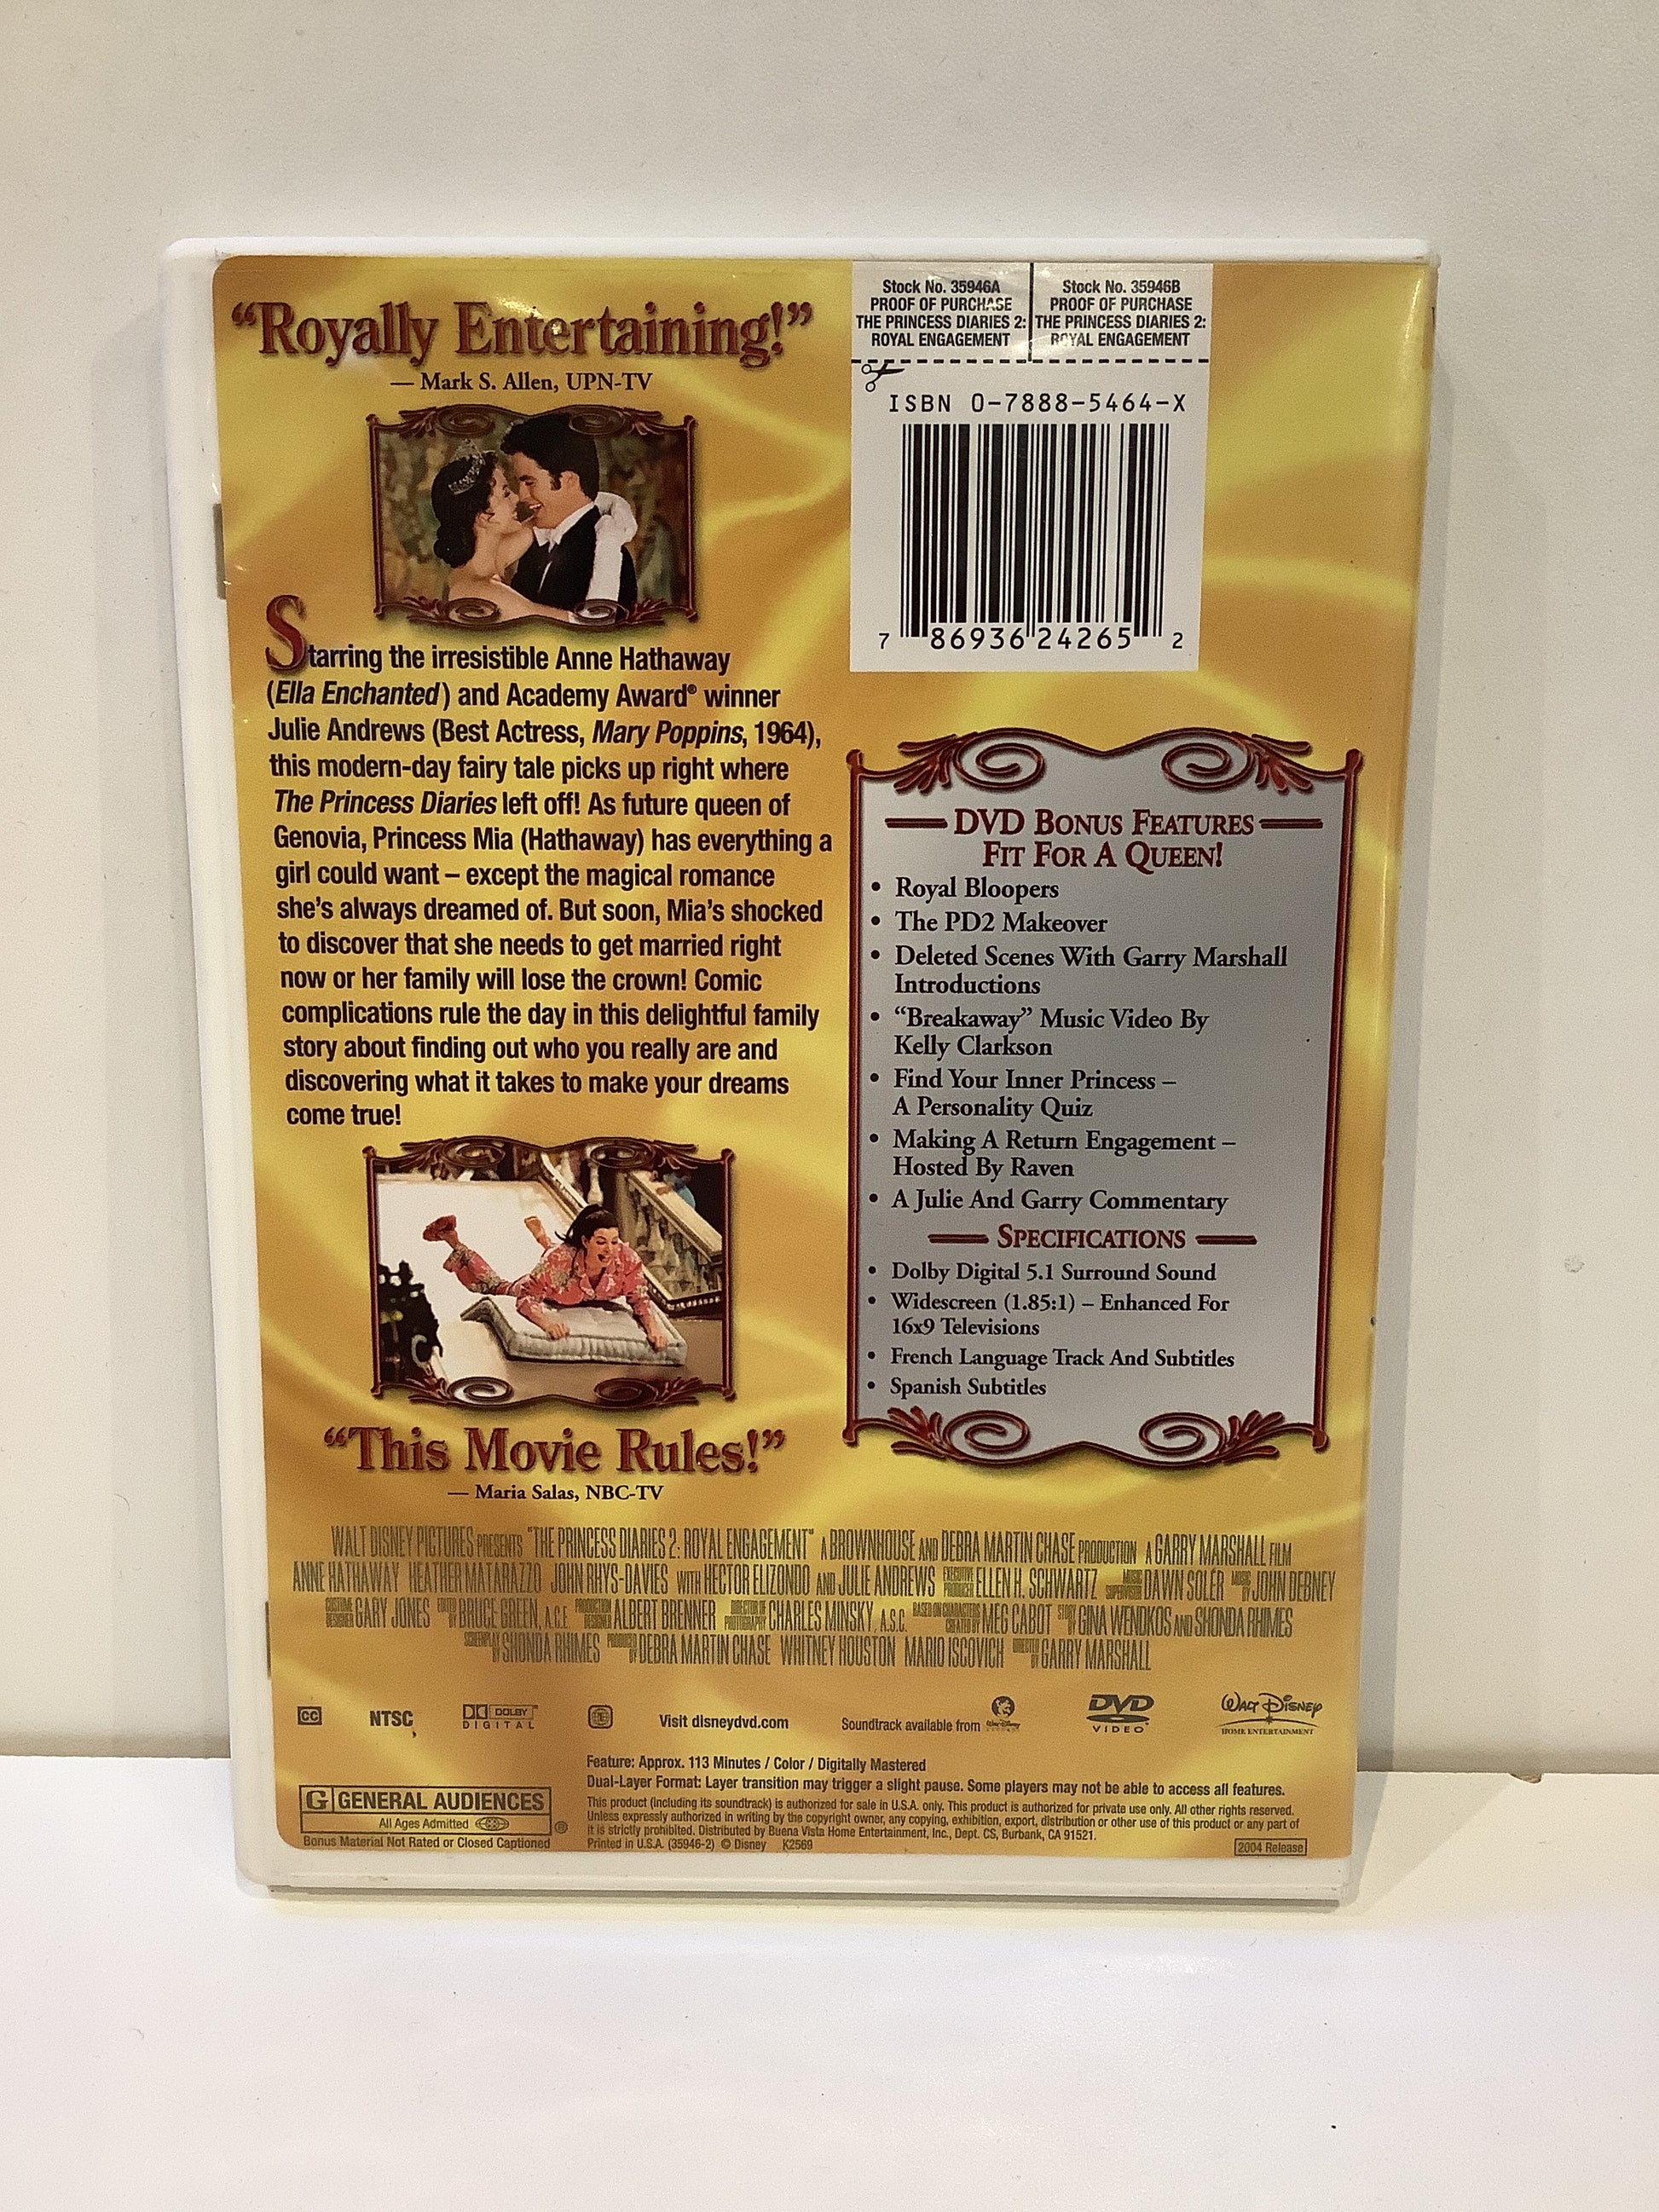 “Royally Entertaining!”
— Mark S. Allen, UPN-TV
Starring the irresistible Anne Hathaway
(Ella Enchanted) and Academy Award® winner
Julie Andrews (Best Actress, Mary Poppins, 1964),
this modern-day fairy tale picks up right where
The Princess Diaries left off! As future queen of
Genovia, Princess Mia (Hathaway) has everything a
girl could want – except the magical romance
she’s always dreamed of. But soon, Mia’s shocked
to discover that she needs to get married right
now or her family will lose the crown! Comic
complications rule the day in this delightful family
story about finding out who you really are and
discovering what it takes to make your dreams
come true!
“This Movie Rules!”
— Maria Salas, NBC-TV
Stock No. 35946A
PROOF OF PURCHASE
THE PRINCESS DIARIES 2:
ROYAL ENGAGEMENT
Stock No. 35946B
PROOF OF PURCHASE
THE PRINCESS DIARIES 2:
ROYAL ENGAGEMENT
ISBN 0-7888-5464-X
7 86936 24265 2
DVD BONUS FEATURES
FIT FOR A QUEEN!
• Royal Bloopers
• The PD2 Makeover
• Deleted Scenes With Garry Marshall
Introductions
• “Breakaway” Music Video By
Kelly Clarkson
• Find Your Inner Princess –
A Personality Quiz
• Making A Return Engagement –
Hosted By Raven
• A Julie And Garry Commentary
SPECIFICATIONS
• Dolby Digital 5.1 Surround Sound
• Widescreen (1.85:1) – Enhanced For
16x9 Televisions
• French Language Track And Subtitles
• Spanish Subtitles
WALT DISNEY PICTURES PRESENTS "THE PRINCESS DIARIES 2: ROYAL ENGAGEMENT" A BROWNHOUSE AND DEBRA MARTIN CHASE PRODUCTION A GARRY MARSHALL FILM
ANNE HATHAWAY HEATHER MATARAZZO JOHN RHYS-DAVIES WITH HECTOR ELIZONDO AND JULIE ANDREWS EXECUTIVE PRODUCER ELLEN H. SCHWARTZ MUSIC SUPERVISOR DAWN SOLÉR MUSIC BY JOHN DEBNEY
COSTUME DESIGNER GARY JONES EDITED BY BRUCE GREEN, A.C.E. PRODUCTION DESIGNER ALBERT BRENNER DIRECTOR OF PHOTOGRAPHY CHARLES MINSKY, A.S.C. BASED ON CHARACTERS CREATED BY MEG CABOT STORY BY GINA WENDKOS AND SHONDA RHIMES
SCREENPLAY BY SHONDA RHIMES PRODUCED BY DEBRA MARTIN CHASE WHITNEY HOUSTON MARIO ISCOVICH DIRECTED BY GARRY MARSHALL
CC NTSC DOLBY DIGITAL Visit disneydvd.com Soundtrack available from Walt Disney DVD VIDEO WALT DISNEY HOME ENTERTAINMENT
Feature: Approx. 113 Minutes / Color / Digitally Mastered
Dual-Layer Format: Layer transition may trigger a slight pause. Some players may not be able to access all features.
This product (including its soundtrack) is authorized for sale in U.S.A. only. This product is authorized for private use only. All other rights reserved.
Unless expressly authorized in writing by the copyright owner, any copying, exhibition, export, distribution or other use of this product or any part of
it is strictly prohibited. Distributed by Buena Vista Home Entertainment, Inc., Dept. CS, Burbank, CA 91521.
Printed in U.S.A. (35946-2) © Disney K2569
G GENERAL AUDIENCES
All Ages Admitted ®
Bonus Material Not Rated or Closed Captioned
2004 Release